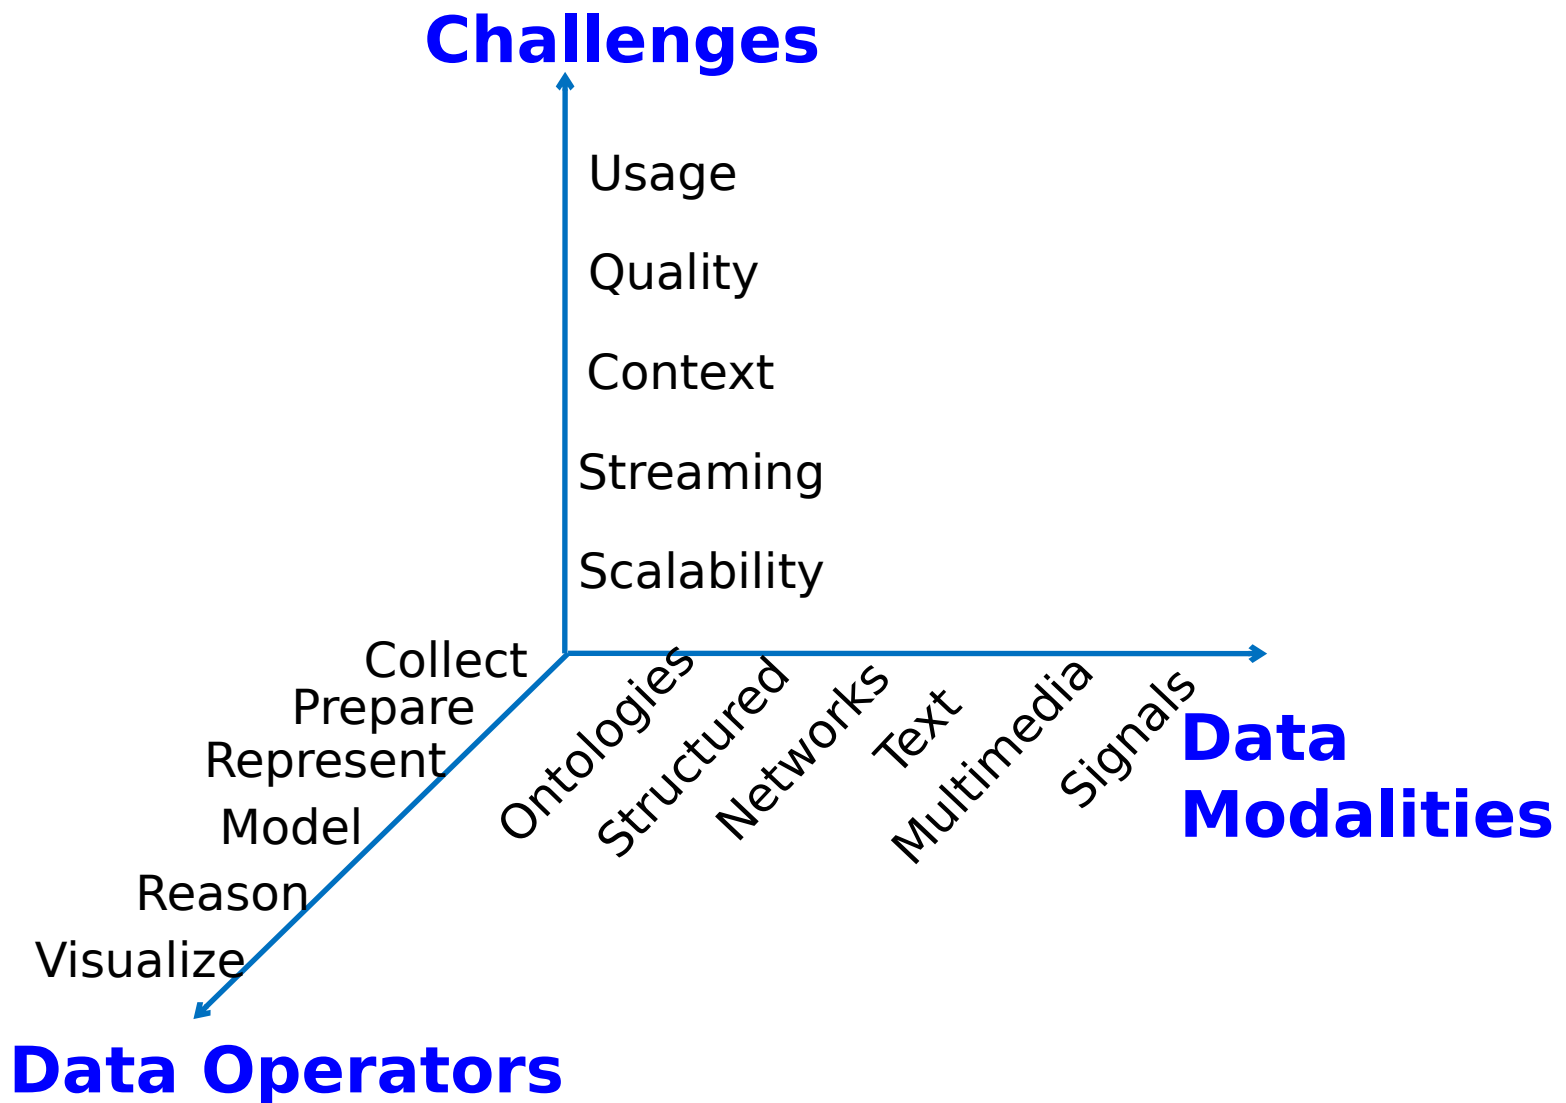 Challenges
Usage
Quality
Context
Streaming
Scalability
Collect
Prepare
Represent
Model
Reason
Visualize
Ontologies
Structured
Networks
Text
Multimedia
Signals
Data
Modalities
Data Operators